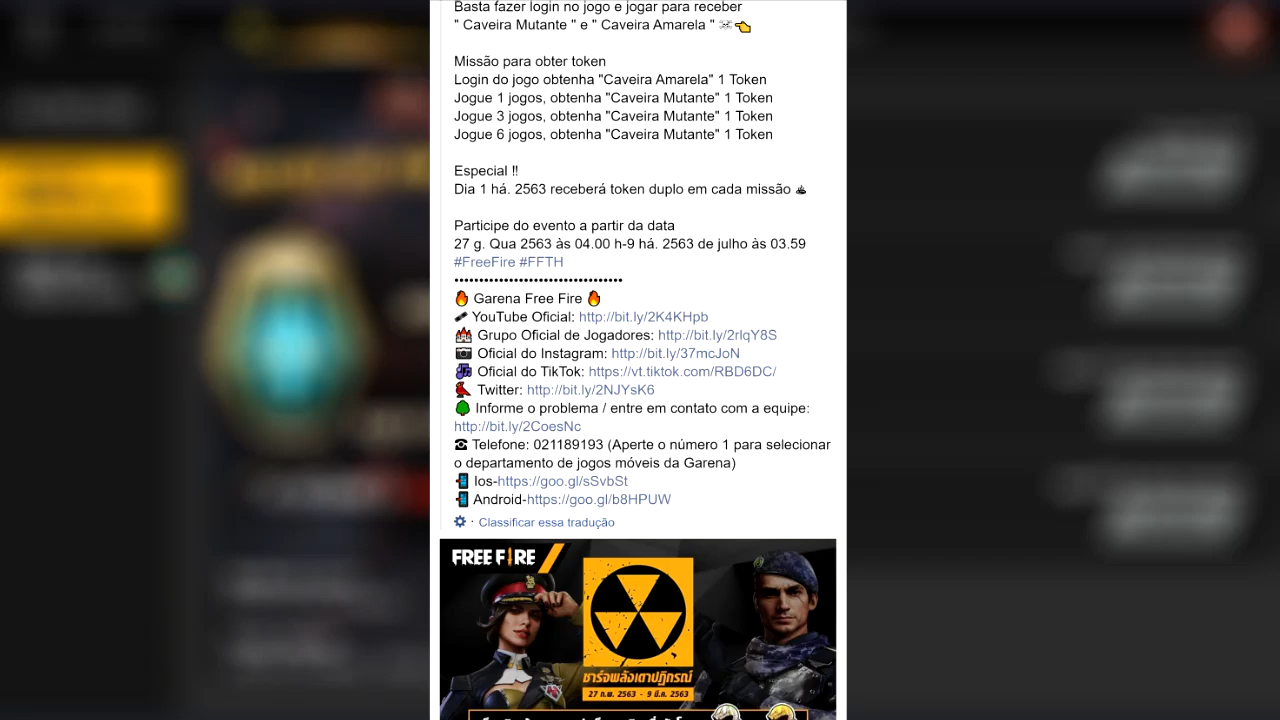 Basta fazer login no jogo e jogar para receber
" Caveira Mutante " e " Caveira Amarela " ☠👈
Missão para obter token
Login do jogo obtenha "Caveira Amarela" 1 Token
Jogue 1 jogos, obtenha "Caveira Mutante" 1 Token
Jogue 3 jogos, obtenha "Caveira Mutante" 1 Token
Jogue 6 jogos, obtenha "Caveira Mutante" 1 Token
Especial ‼
Dia 1 há. 2563 receberá token duplo em cada missão
Participe do evento a partir da data
27 g. Qua 2563 às 04.00 h-9 há. 2563 de julho às 03.59
#FreeFire #FFTH
••••••••••••••••••••••••••••••••••
🔥 Garena Free Fire 🔥
YouTube Oficial: http://bit.ly/2K4KHpb
Grupo Oficial de Jogadores: http://bit.ly/2rlqY8S
Oficial do Instagram: http://bit.ly/37mcJoN
Oficial do TikTok: https://vt.tiktok.com/RBD6DC/
Twitter: http://bit.ly/2NJYsK6
Informe o problema / entre em contato com a equipe:
http://bit.ly/2CoesNc
☎ Telefone: 021189193 (Aperte o número 1 para selecionar
o departamento de jogos móveis da Garena)
📲 Ios-https://goo.gl/sSvbSt
📲 Android-https://goo.gl/b8HPUW
· Classificar essa tradução
FREE FIRE
ชาร์จพลังเตาปฏิกรณ์
27 ก.พ. 2563 - 9 มี.ค. 2563